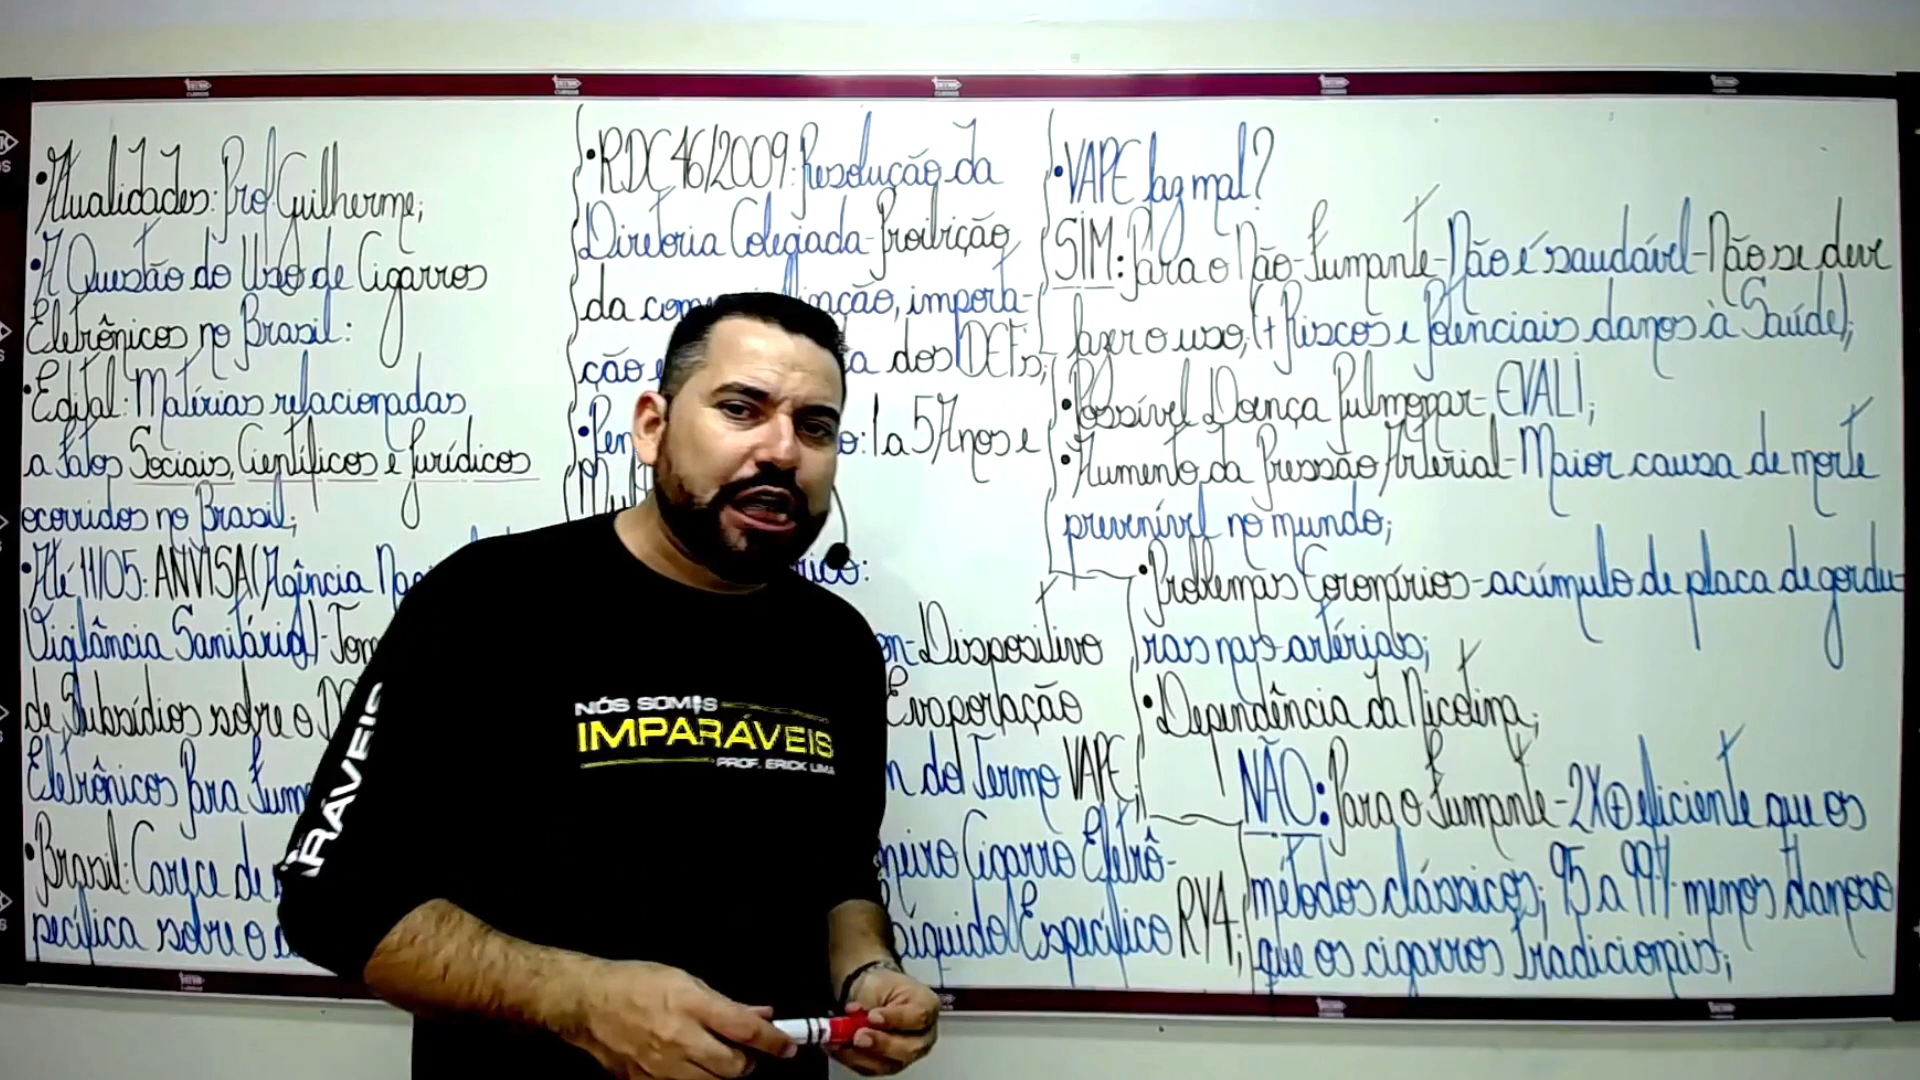 •Atualidades: Prof Guilherme;
•A Questão do Uso de Cigarros
Eletrônicos no Brasil:
•Edital: Matérias relacionadas
a fatos Sociais, Científicos e Jurídicos
ocorridos no Brasil;
•Até 11/05: ANVISA (Agência
Vigilância Sanitária)
de Subsídios sobre o
Eletrônicos Para
•Brasil: Carece de
pecífica sobre o
•RDC 46/2009: Resolução da
Diretoria Colegiada-Proibição
da importa-
ção dos DEFs;
: 1 a 5 Anos e
Dispositivo
Evaporação
do Termo VAPE;
Cigarro Eletrô-
Específico RY4;
•VAPE faz mal?
SIM: Para o Não-Fumante-Não é saudável-Não se deve
fazer o uso, (+ Riscos e Potenciais danos à Saúde);
•Possível Doença Pulmonar-EVALI;
•Aumento da Pressão Arterial-Maior causa de morte
prevenível no mundo;
•Problemas Coronários-acúmulo de placa de gordu-
ras nas artérias;
•Dependência da Nicotina;
NÃO: Para o Fumante-2X + eficiente que os
métodos clássicos; 95 a 99% menos danoso
que os cigarros tradicionais;
NÓS SOMOS
IMPARÁVEIS
PROF. ERICK LIMA